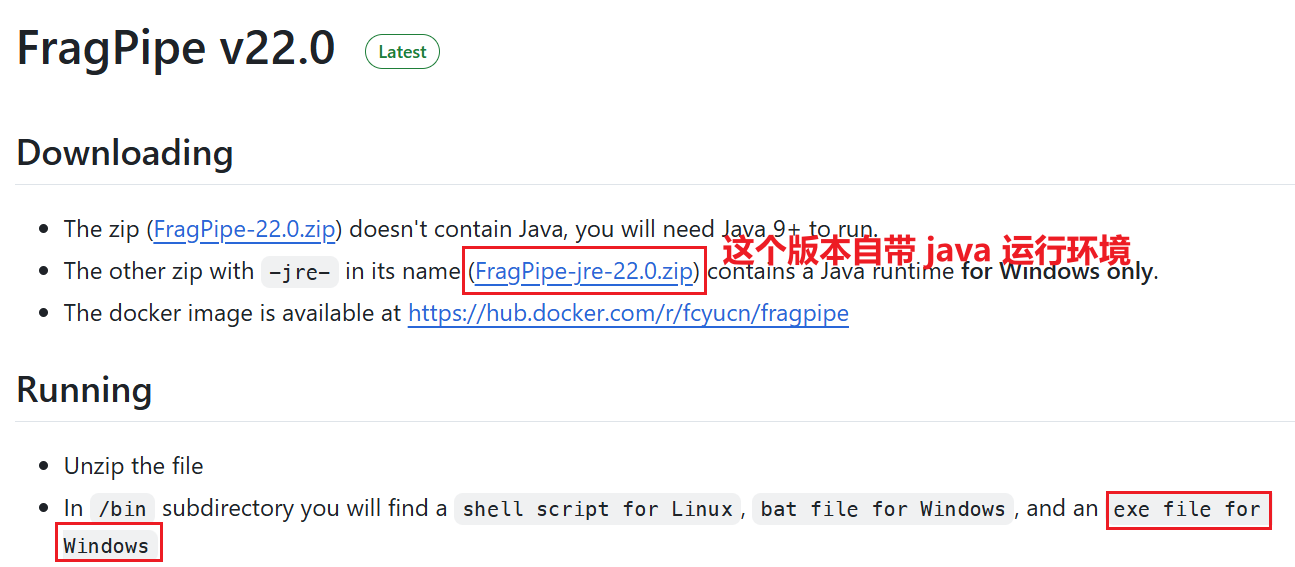 FragPipe v22.0 Latest
Downloading
The zip (FragPipe-22.0.zip) doesn't contain Java, you will need Java 9+ to run.
这个版本自带 java 运行环境
The other zip with -jre- in its name (FragPipe-jre-22.0.zip) contains a Java runtime for Windows only.
The docker image is available at https://hub.docker.com/r/fcyucn/fragpipe
Running
Unzip the file
In /bin subdirectory you will find a shell script for Linux, bat file for Windows, and an exe file for
Windows